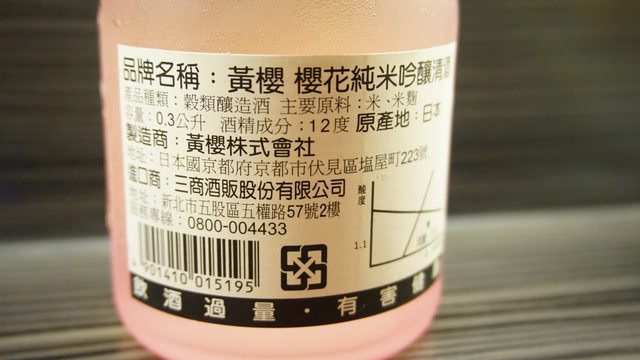 品牌名稱：黃櫻 櫻花純米吟釀清酒
產品種類：穀類釀造酒 主要原料：米、米麴
容量：0.3公升 酒精成分：12度 原產地：日本
製造商：黃櫻株式會社
地址：日本國京都府京都市伏見區塩屋町223號
進口商：三商酒販股份有限公司
地址：新北市五股區五權路57號2樓
服務專線：0800-004433
酸度
1.1
4 901410 015195
飲酒過量·有害健康